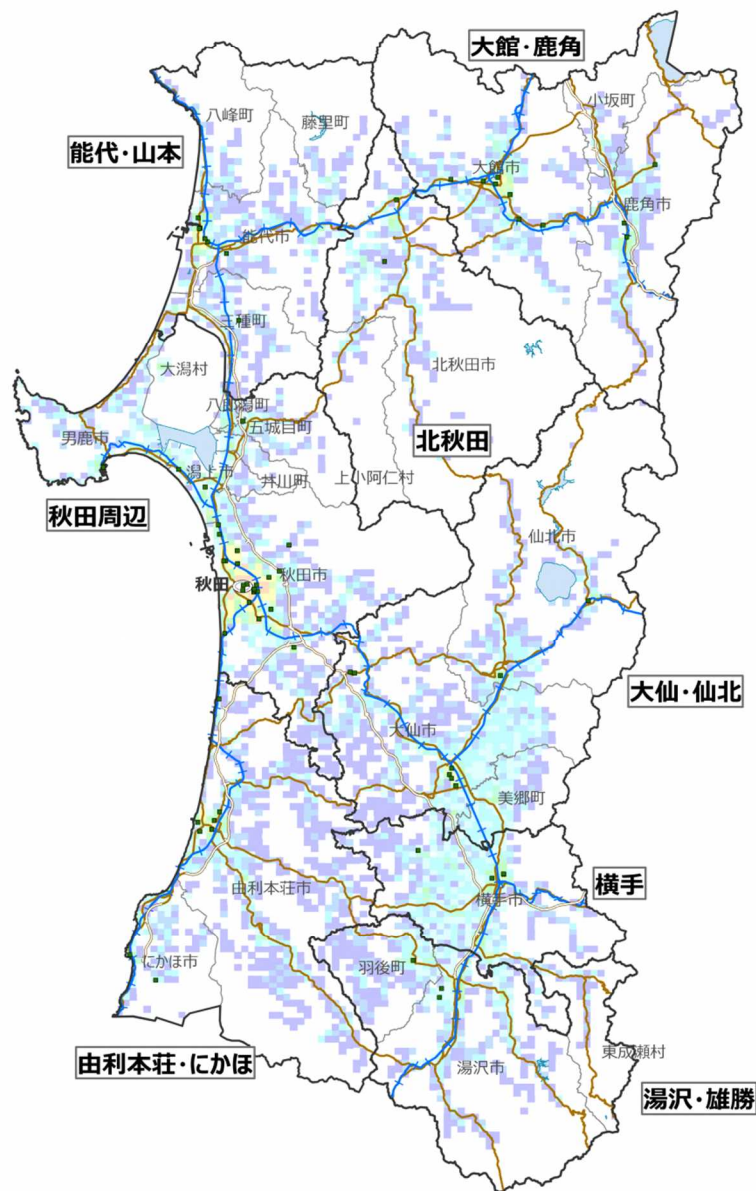 大館・鹿角
小坂町
八峰町
藤里町
能代・山本
大館市
鹿角市
能代市
三種町
大潟村
北秋田市
八郎潟町
五城目町
男鹿市
北秋田
潟上市
井川町
上小阿仁村
秋田周辺
仙北市
秋田市
秋田
大仙・仙北
大仙市
美郷町
横手
横手市
由利本荘市
にかほ市
羽後町
由利本荘・にかほ
東成瀬村
湯沢市
湯沢・雄勝